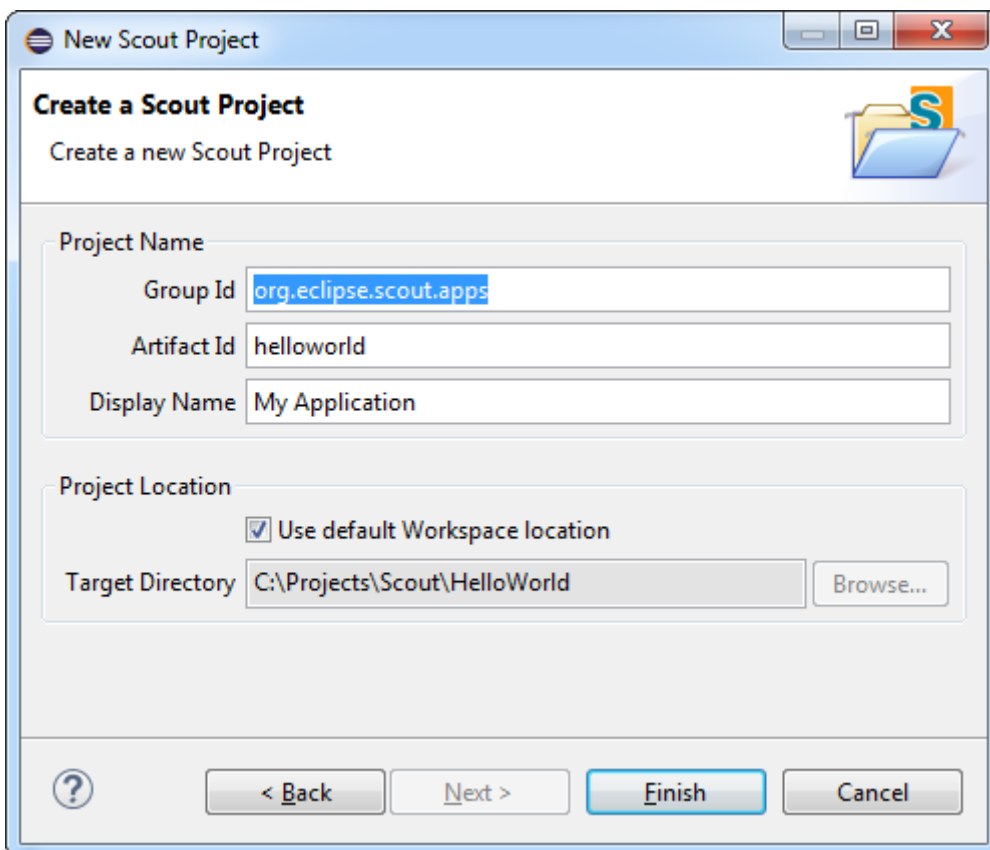 New Scout Project
Create a Scout Project
Create a new Scout Project
S
Project Name
Group Id org.eclipse.scout.apps
Artifact Id helloworld
Display Name My Application
Project Location
Use default Workspace location
Target Directory C:\Projects\Scout\HelloWorld Browse...
? < Back Next > Finish Cancel